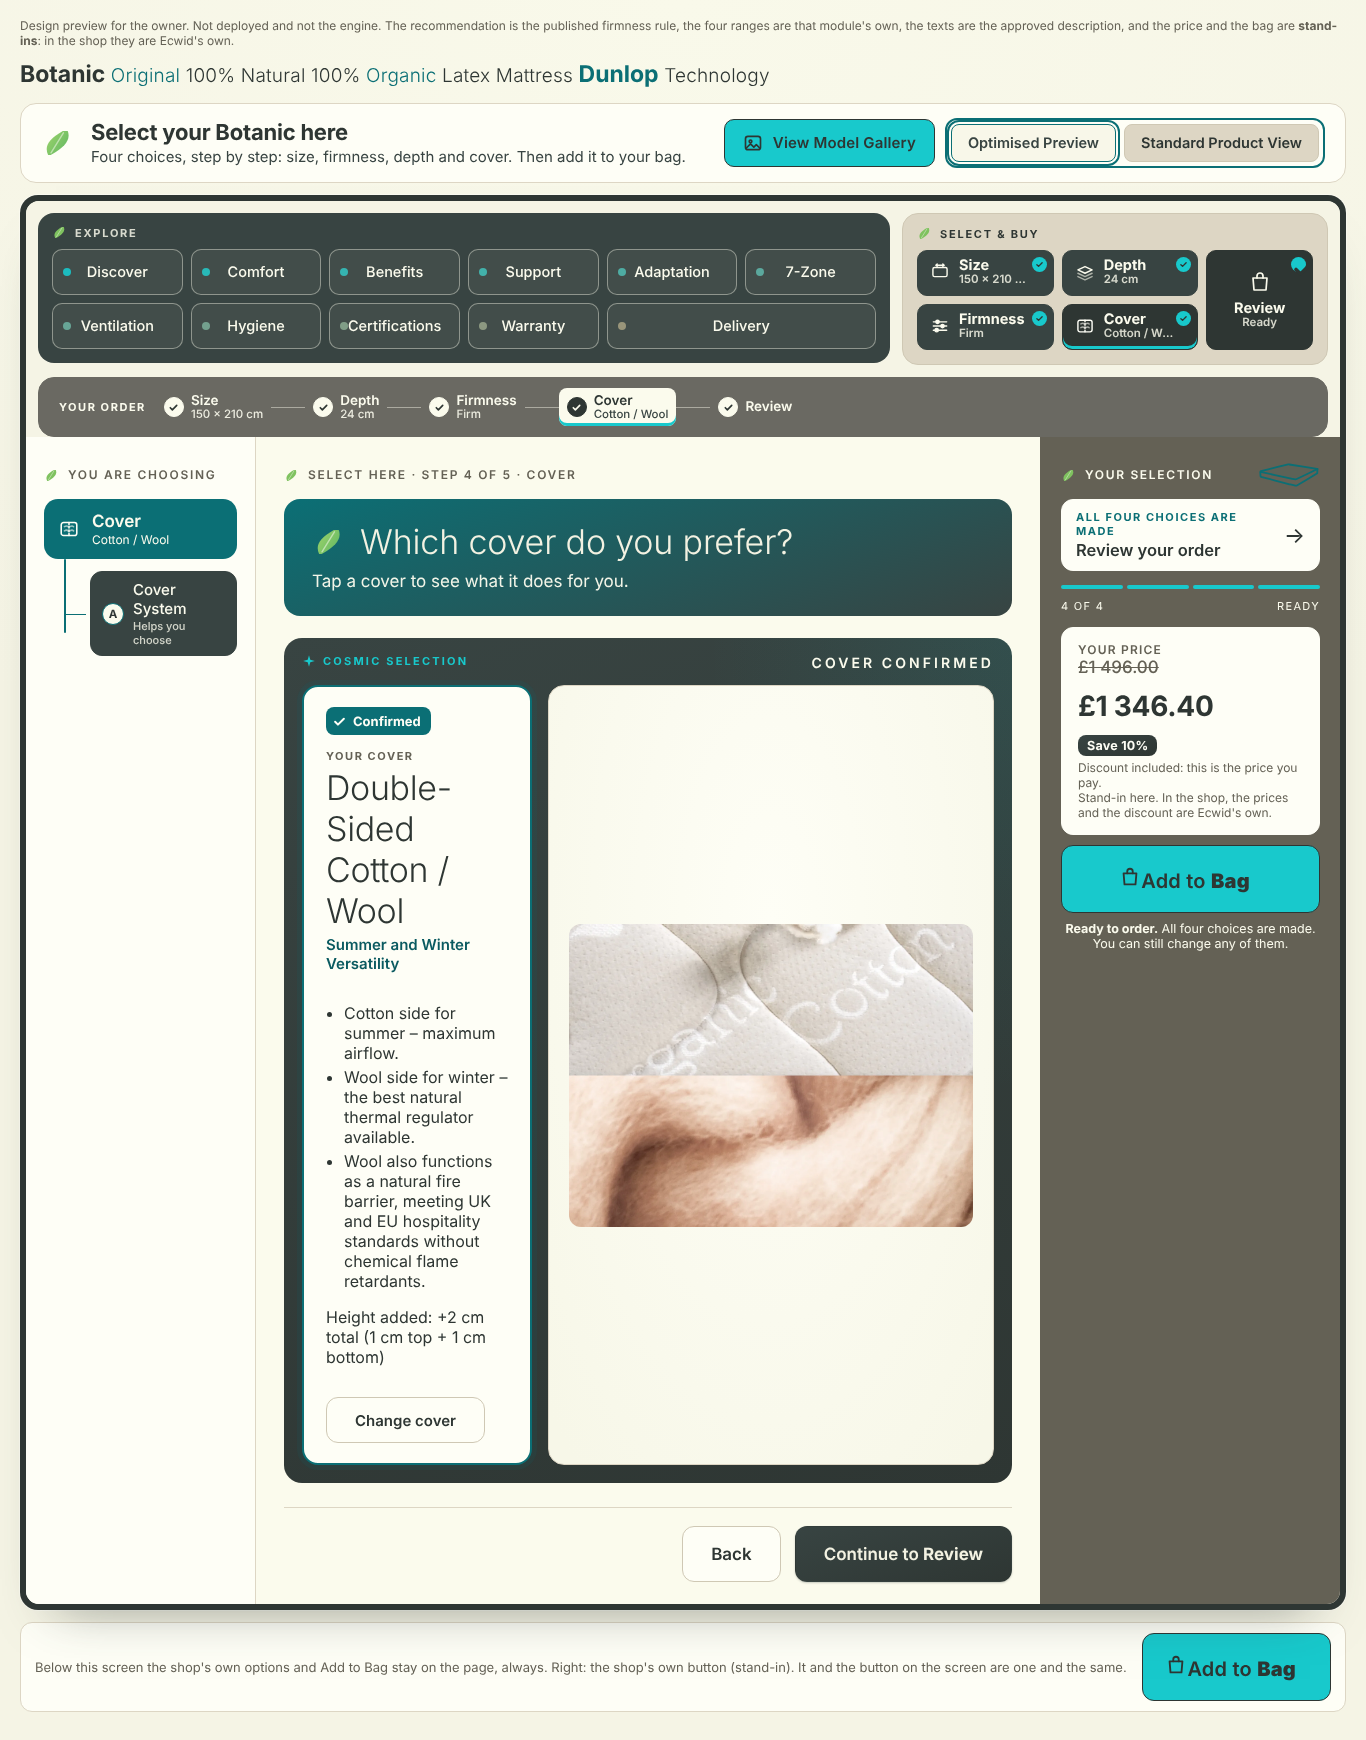 Design preview for the owner. Not deployed and not the engine. The recommendation is the published firmness rule, the four ranges are that module's own, the texts are the approved description, and the price and the bag are stand-
ins: in the shop they are Ecwid's own.
Botanic Original 100% Natural 100% Organic Latex Mattress Dunlop Technology
Select your Botanic here
Four choices, step by step: size, firmness, depth and cover. Then add it to your bag.
View Model Gallery
Optimised Preview
Standard Product View
EXPLORE
Discover
Comfort
Benefits
Support
Adaptation
7-Zone
Ventilation
Hygiene
Certifications
Warranty
Delivery
SELECT & BUY
Size
150 × 210 ...
Depth
24 cm
Firmness
Firm
Cover
Cotton / W...
Review
Ready
YOUR ORDER
Size
150 × 210 cm
Depth
24 cm
Firmness
Firm
Cover
Cotton / Wool
Review
YOU ARE CHOOSING
Cover
Cotton / Wool
A
Cover
System
Helps you
choose
SELECT HERE · STEP 4 OF 5 · COVER
Which cover do you prefer?
Tap a cover to see what it does for you.
COSMIC SELECTION
COVER CONFIRMED
Confirmed
YOUR COVER
Double-
Sided
Cotton /
Wool
Summer and Winter
Versatility
• Cotton side for
summer – maximum
airflow.
• Wool side for winter –
the best natural
thermal regulator
available.
• Wool also functions
as a natural fire
barrier, meeting UK
and EU hospitality
standards without
chemical flame
retardants.
Height added: +2 cm
total (1 cm top + 1 cm
bottom)
Change cover
Cotton
Back
Continue to Review
YOUR SELECTION
ALL FOUR CHOICES ARE
MADE
Review your order
4 OF 4
READY
YOUR PRICE
£1 496.00
£1 346.40
Save 10%
Discount included: this is the price you
pay.
Stand-in here. In the shop, the prices
and the discount are Ecwid's own.
Add to Bag
Ready to order. All four choices are made.
You can still change any of them.
Below this screen the shop's own options and Add to Bag stay on the page, always. Right: the shop's own button (stand-in). It and the button on the screen are one and the same.
Add to Bag